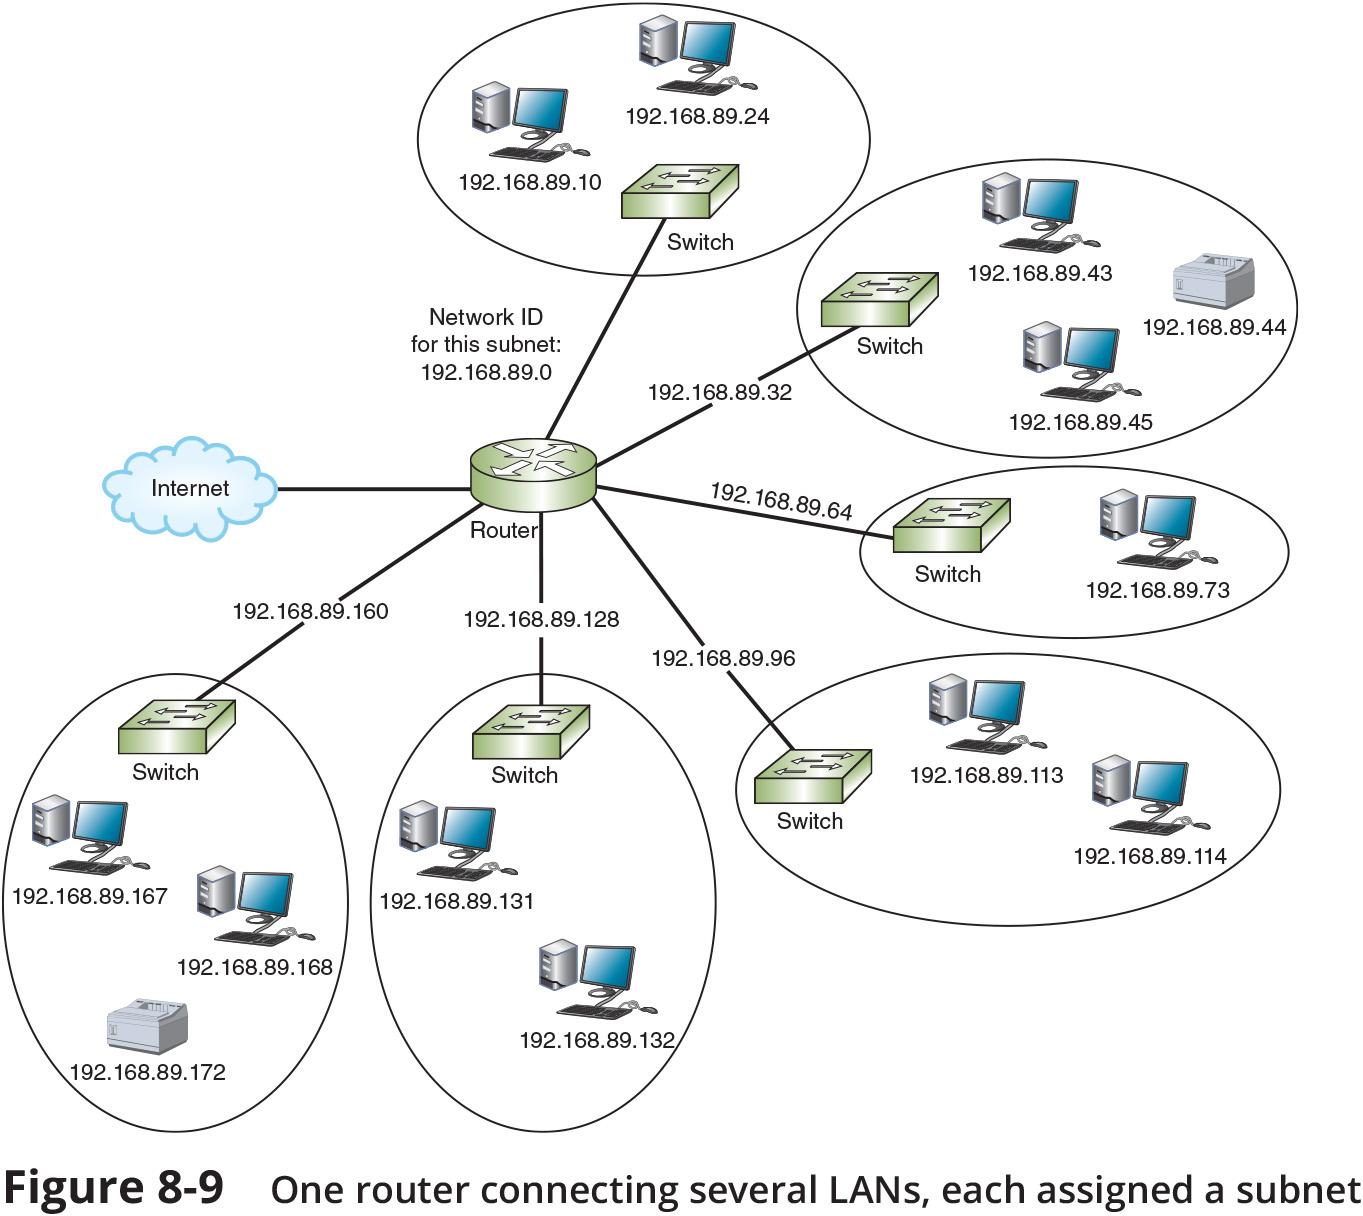 192.168.89.24
192.168.89.10
Switch
192.168.89.43
192.168.89.44
Switch
192.168.89.45
Network ID
for this subnet:
192.168.89.0
192.168.89.32
Internet
Router
192.168.89.64
Switch
192.168.89.73
192.168.89.160
192.168.89.128
192.168.89.96
Switch
192.168.89.167
192.168.89.168
192.168.89.172
Switch
192.168.89.131
192.168.89.132
192.168.89.113
Switch
192.168.89.114
Figure 8-9 One router connecting several LANs, each assigned a subnet